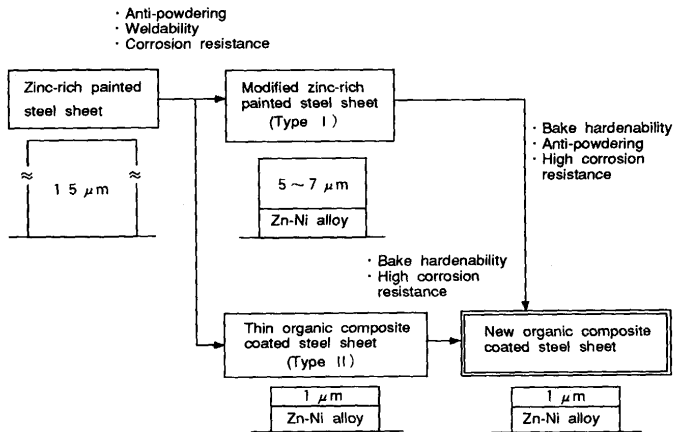 · Anti-powdering
· Weldability
· Corrosion resistance
Zinc-rich painted
steel sheet
Modified zinc-rich
painted steel sheet
(Type I)
≈ ≈
15 μm
5~7 μm
Zn-Ni alloy
· Bake hardenability
· Anti-powdering
· High corrosion
resistance
· Bake hardenability
· High corrosion
resistance
Thin organic composite
coated steel sheet
(Type II)
New organic composite
coated steel sheet
1 μm
Zn-Ni alloy
1 μm
Zn-Ni alloy